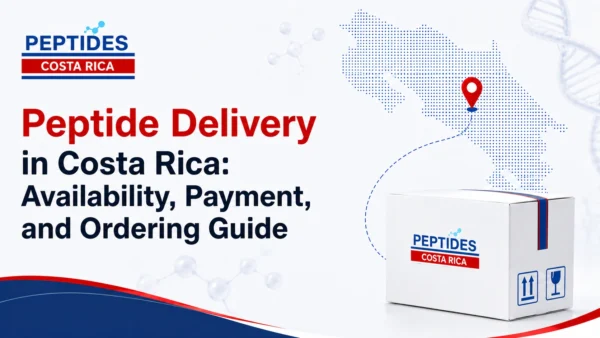 PEPTIDES
COSTA RICA
Peptide Delivery
in Costa Rica:
Availability, Payment,
and Ordering Guide
PEPTIDES
COSTA RICA